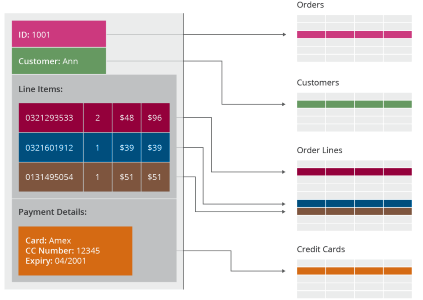 ID: 1001
Customer: Ann
Line Items:
0321293533 2 $48 $96
0321601912 1 $39 $39
0131495054 1 $51 $51
Payment Details:
Card: Amex
CC Number: 12345
Expiry: 04/2001
Orders
Customers
Order Lines
Credit Cards